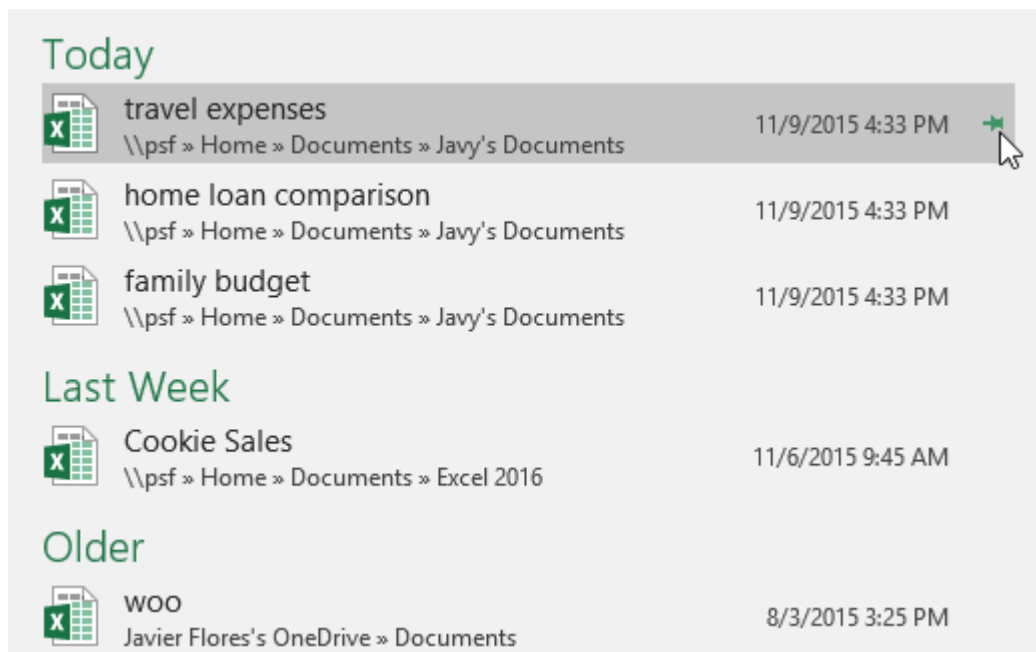 Today
travel expenses
11/9/2015 4:33 PM
\\psf » Home » Documents » Javy's Documents
home loan comparison
11/9/2015 4:33 PM
\\psf » Home » Documents » Javy's Documents
family budget
11/9/2015 4:33 PM
\\psf » Home » Documents » Javy's Documents
Last Week
Cookie Sales
11/6/2015 9:45 AM
\\psf » Home » Documents » Excel 2016
Older
woo
8/3/2015 3:25 PM
Javier Flores's OneDrive » Documents